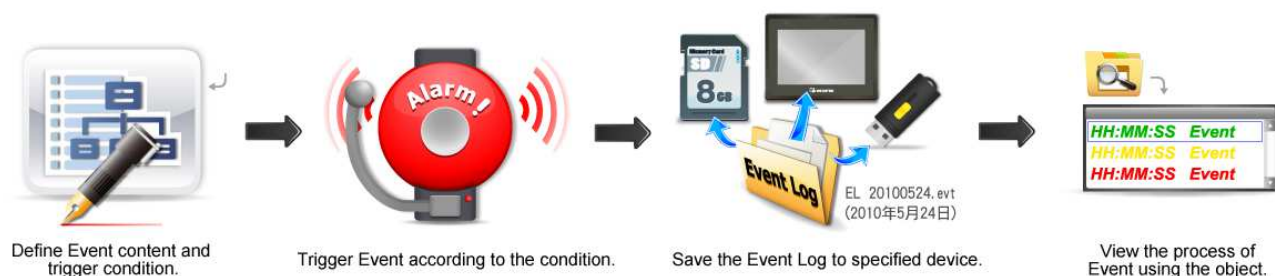 Alarm!
Memory Card
SD
8GB
Event Log
EL 20100524.evt
(2010年5月24日)
HH:MM:SS Event
HH:MM:SS Event
HH:MM:SS Event
Define Event content and
trigger condition.
Trigger Event according to the condition.
Save the Event Log to specified device.
View the process of
Event using the object.